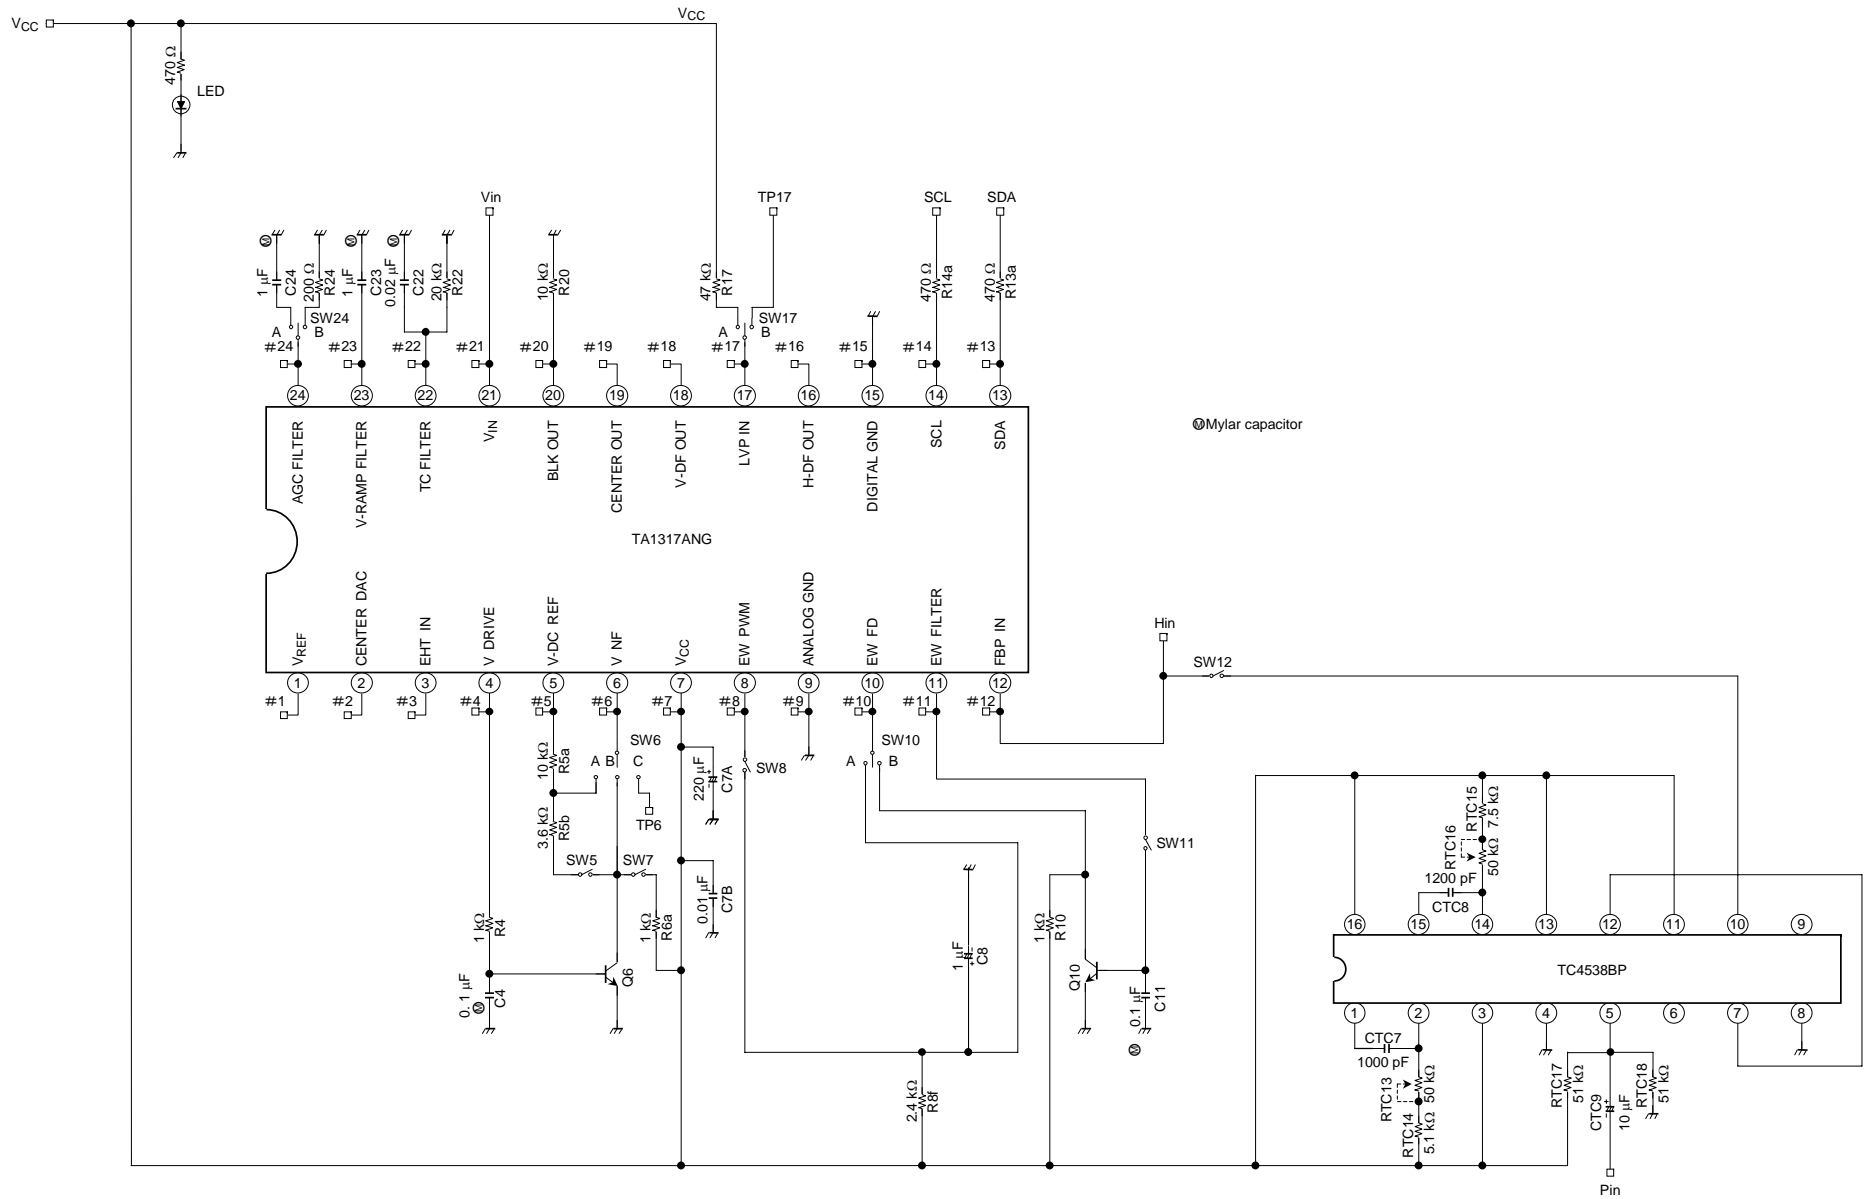 VCC
VCC
470 Ω
LED
Vin
TP17
SCL
SDA
Ⓜ
1 μF
C24
200 Ω
R24
Ⓜ
1 μF
C23
Ⓜ
0.02 μF
C22
20 kΩ
R22
10 kΩ
R20
47 kΩ
R17
470 Ω
R14a
470 Ω
R13a
A
SW24
B
A
SW17
B
#24
#23
#22
#21
#20
#19
#18
#17
#16
#15
#14
#13
24
23
22
21
20
19
18
17
16
15
14
13
AGC FILTER
V-RAMP FILTER
TC FILTER
VIN
BLK OUT
CENTER OUT
V-DF OUT
LVP IN
H-DF OUT
DIGITAL GND
SCL
SDA
ⓂMylar capacitor
TA1317ANG
VREF
CENTER DAC
EHT IN
V DRIVE
V-DC REF
V NF
VCC
EW PWM
ANALOG GND
EW FD
EW FILTER
FBP IN
1
2
3
4
5
6
7
8
9
10
11
12
#1
#2
#3
#4
#5
#6
#7
#8
#9
#10
#11
#12
Hin
SW12
10 kΩ
R5a
3.6 kΩ
R5b
SW6
A
B
C
TP6
220 μF
C7A
SW8
SW10
A
B
SW5
SW7
0.01 μF
C7B
SW11
1 kΩ
R4
1 kΩ
R6a
0.1 μF
Ⓜ
C4
Q6
1 μF
C8
1 kΩ
R10
Q10
0.1 μF
C11
Ⓜ
2.4 kΩ
R8f
RTC15
7.5 kΩ
RTC16
50 kΩ
1200 pF
CTC8
16
15
14
13
12
11
10
9
TC4538BP
1
2
3
4
5
6
7
8
CTC7
1000 pF
RTC13
50 kΩ
RTC14
5.1 kΩ
RTC17
51 kΩ
CTC9
10 μF
RTC18
51 kΩ
Pin